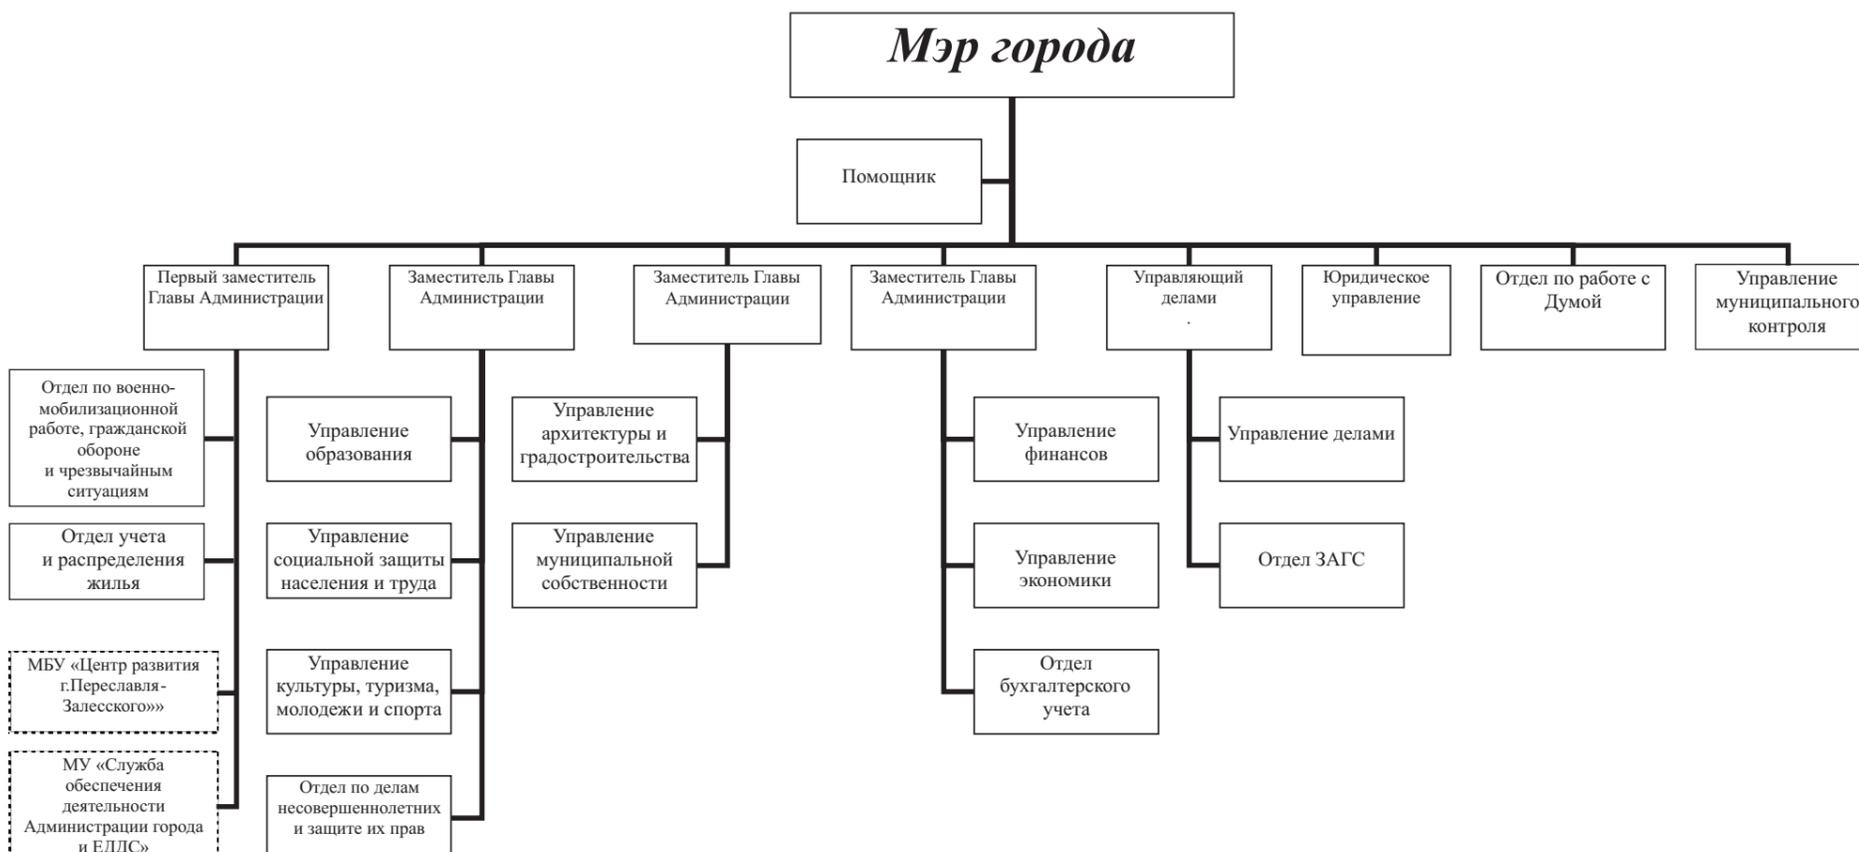 Мэр города
Помощник
Первый заместитель
Главы Администрации
Заместитель Главы
Администрации
Заместитель Главы
Администрации
Заместитель Главы
Администрации
Управляющий
делами
.
Юридическое
управление
Отдел по работе с
Думой
Управление
муниципального
контроля
Отдел по военно-
мобилизационной
работе, гражданской
обороне
и чрезвычайным
ситуациям
Отдел учета
и распределения
жилья
МБУ «Центр развития
г.Переславля-
Залесского»»
МУ «Служба
обеспечения
деятельности
Администрации города
и ЕДДС»
Управление
образования
Управление
социальной защиты
населения и труда
Управление
культуры, туризма,
молодежи и спорта
Отдел по делам
несовершеннолетних
и защите их прав
Управление
архитектуры и
градостроительства
Управление
муниципальной
собственности
Управление
финансов
Управление
экономики
Отдел
бухгалтерского
учета
Управление делами
Отдел ЗАГС